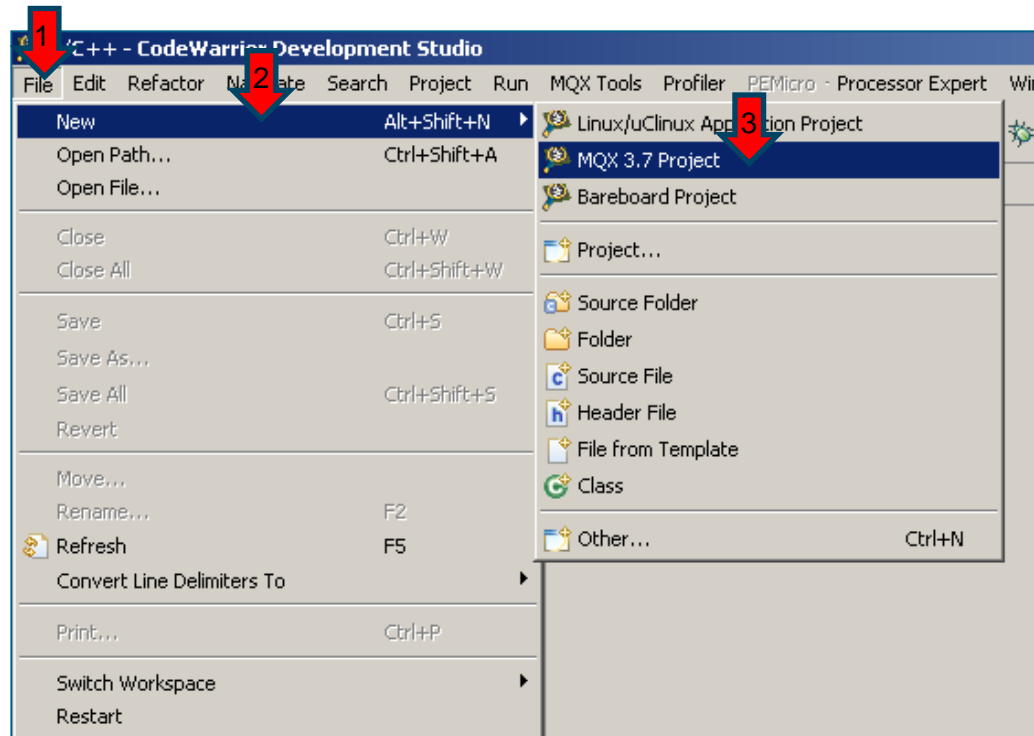 1
C++ - CodeWarrior Development Studio
2
File Edit Refactor Navigate Search Project Run MQX Tools Profiler PEMicro - Processor Expert Wi
3
New Alt+Shift+N
Open Path... Ctrl+Shift+A
Open File...
Close Ctrl+W
Close All Ctrl+Shift+W
Save Ctrl+S
Save As...
Save All Ctrl+Shift+S
Revert
Move...
Rename... F2
Refresh F5
Convert Line Delimiters To
Print... Ctrl+P
Switch Workspace
Restart
Linux/uClinux Application Project
MQX 3.7 Project
Bareboard Project
Project...
Source Folder
Folder
Source File
Header File
File from Template
Class
Other... Ctrl+N